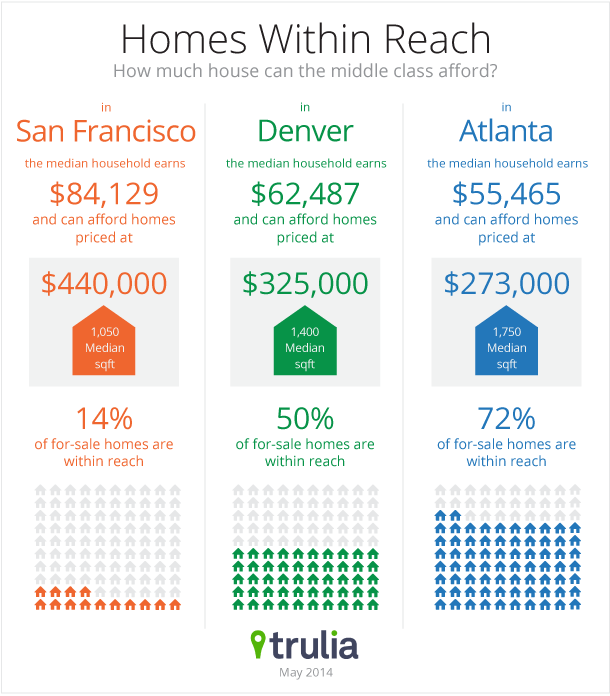 Homes Within Reach
How much house can the middle class afford?
in
San Francisco
the median household earns
$84,129
and can afford homes
priced at
$440,000
1,050
Median
sqft
14%
of for-sale homes are
within reach
in
Denver
the median household earns
$62,487
and can afford homes
priced at
$325,000
1,400
Median
sqft
50%
of for-sale homes are
within reach
in
Atlanta
the median household earns
$55,465
and can afford homes
priced at
$273,000
1,750
Median
sqft
72%
of for-sale homes are
within reach
trulia
May 2014